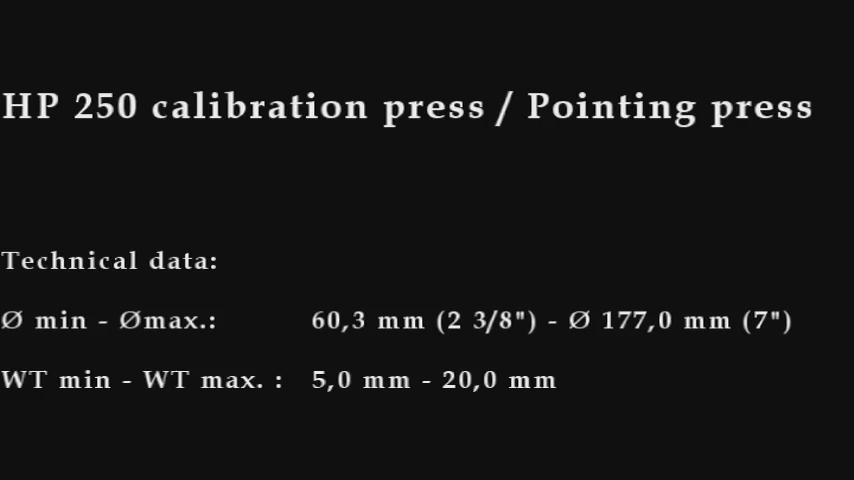 HP 250 calibration press / Pointing press
Technical data:
Ø min - Ømax.: 60,3 mm (2 3/8") - Ø 177,0 mm (7")
WT min - WT max. : 5,0 mm - 20,0 mm